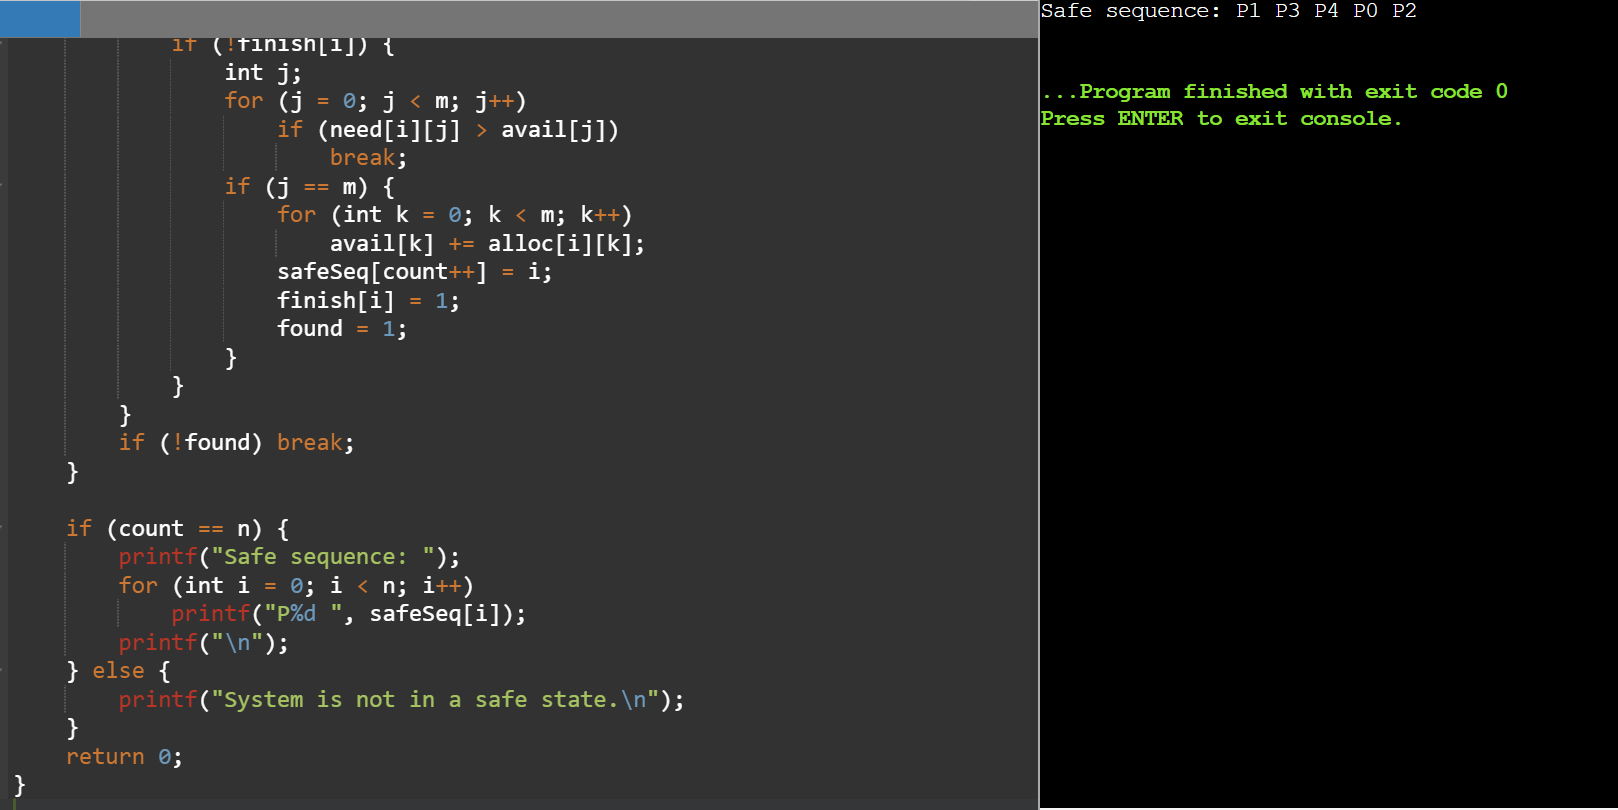 if (!finish[i]) {
                int j;
                for (j = 0; j < m; j++)
                    if (need[i][j] > avail[j])
                        break;
                if (j == m) {
                    for (int k = 0; k < m; k++)
                        avail[k] += alloc[i][k];
                    safeSeq[count++] = i;
                    finish[i] = 1;
                    found = 1;
                }
            }
        }
        if (!found) break;
    }

    if (count == n) {
        printf("Safe sequence: ");
        for (int i = 0; i < n; i++)
            printf("P%d ", safeSeq[i]);
        printf("\n");
    } else {
        printf("System is not in a safe state.\n");
    }
    return 0;
}
Safe sequence: P1 P3 P4 P0 P2
...Program finished with exit code 0
Press ENTER to exit console.